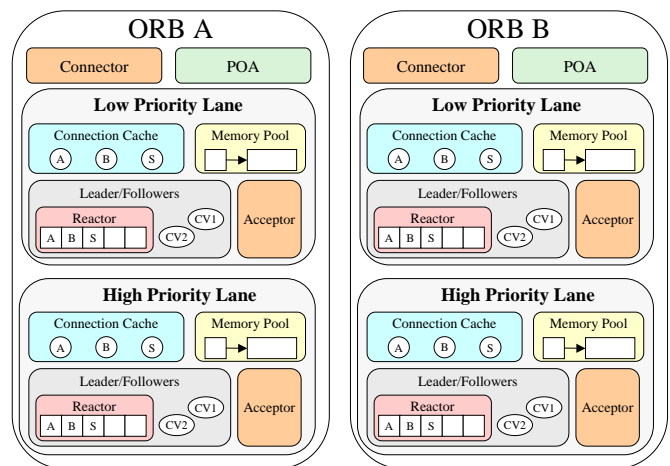 ORB A
Connector
POA
Low Priority Lane
Connection Cache
A B S
Memory Pool
Leader/Followers
Reactor
A B S
CV1
CV2
Acceptor
High Priority Lane
Connection Cache
A B S
Memory Pool
Leader/Followers
Reactor
A B S
CV1
CV2
Acceptor
ORB B
Connector
POA
Low Priority Lane
Connection Cache
A B S
Memory Pool
Leader/Followers
Reactor
A B S
CV1
CV2
Acceptor
High Priority Lane
Connection Cache
A B S
Memory Pool
Leader/Followers
Reactor
A B S
CV1
CV2
Acceptor